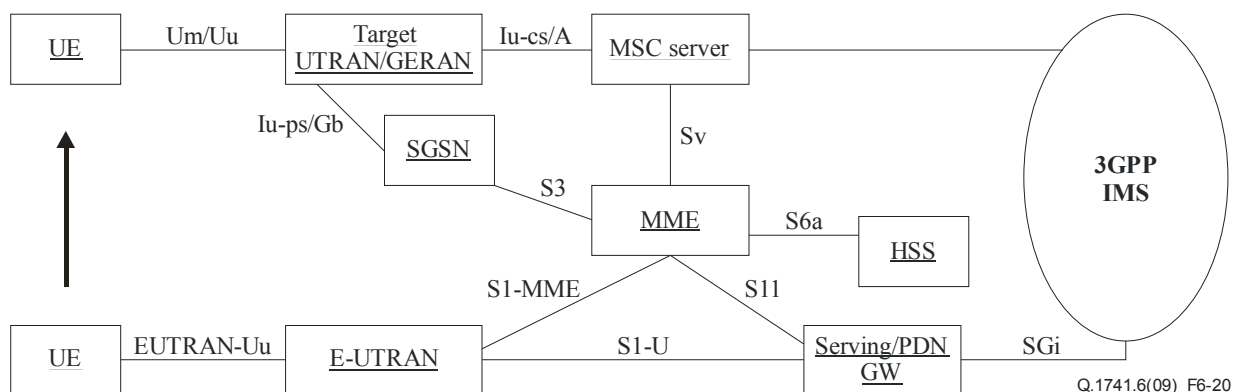 UE
Um/Uu
Target
UTRAN/GERAN
Iu-cs/A
MSC server
Iu-ps/Gb
SGSN
Sv
3GPP
IMS
S3
MME
S6a
HSS
S1-MME
S11
UE
EUTRAN-Uu
E-UTRAN
S1-U
Serving/PDN
GW
SGi
Q.1741.6(09)_F6-20